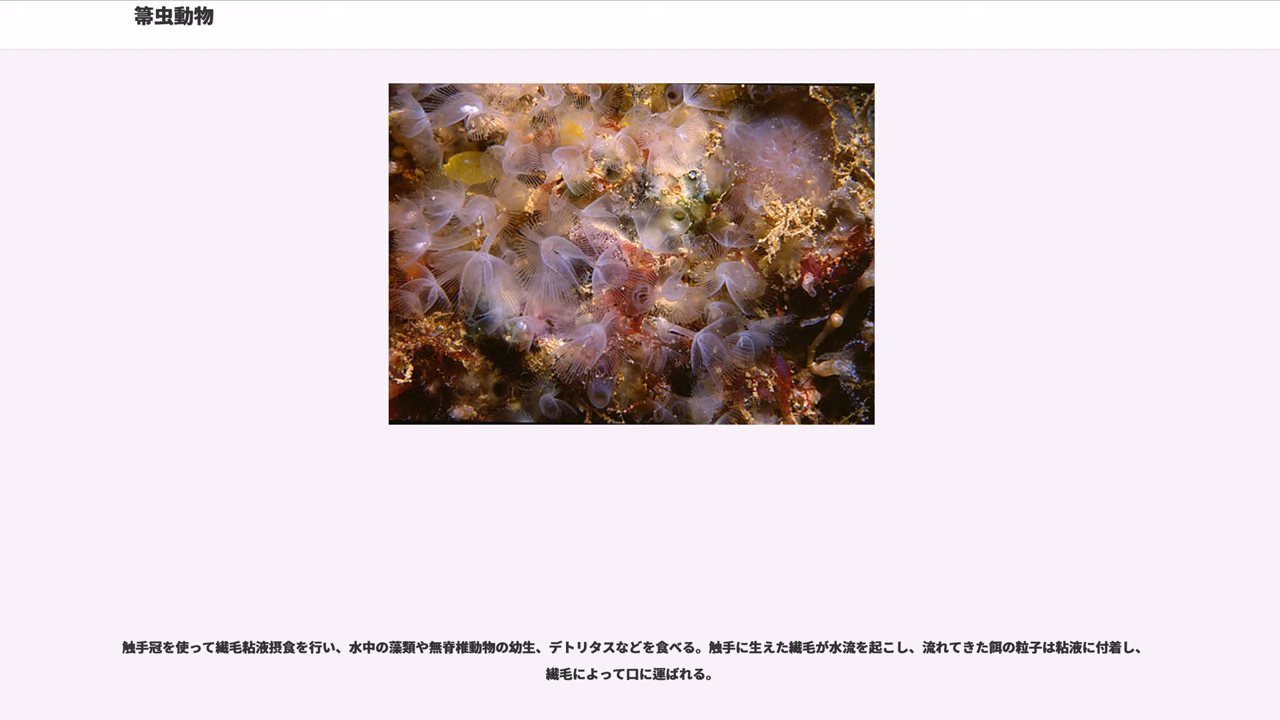 箒虫動物
触手冠を使って繊毛粘液摂食を行い、水中の藻類や無脊椎動物の幼生、デトリタスなどを食べる。触手に生えた繊毛が水流を起こし、流れてきた餌の粒子は粘液に付着し、
繊毛によって口に運ばれる。